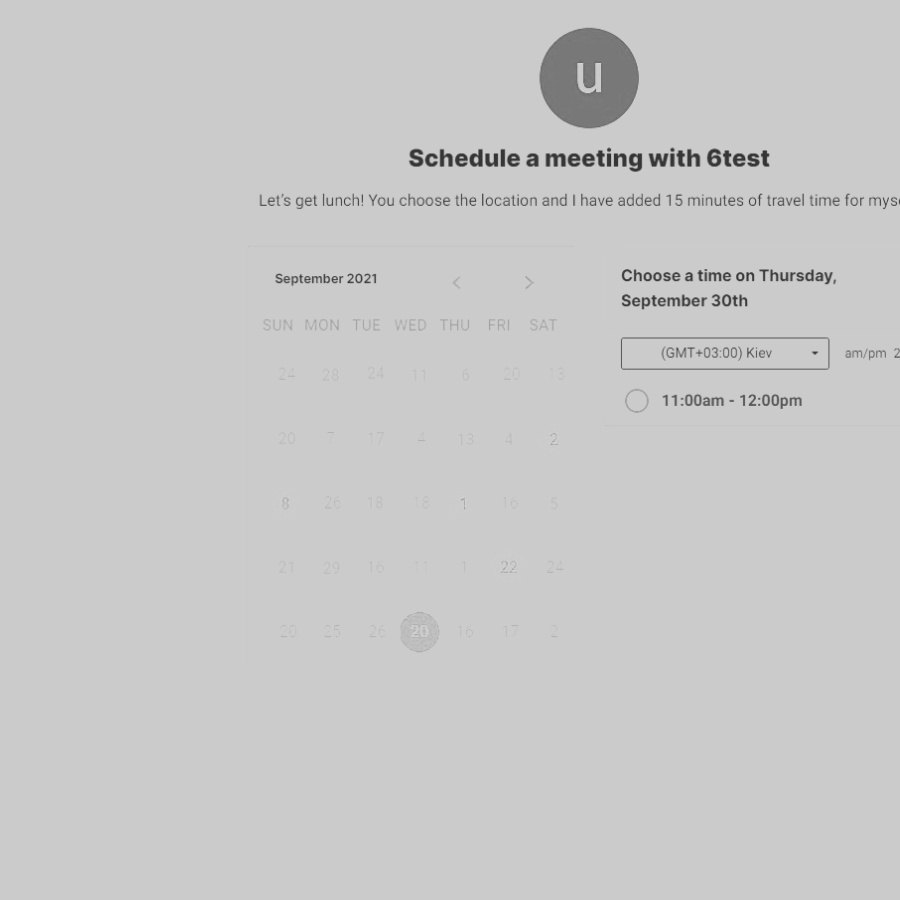 u
Schedule a meeting with 6test
Let's get lunch! You choose the location and I have added 15 minutes of travel time for mys
September 2021
SUN MON TUE WED THU FRI SAT
24 28 24 11 6 20 13
20 7 17 4 13 4 2
8 26 18 18 1 16 5
21 29 16 11 1 22 24
20 25 26 20 16 17 2
Choose a time on Thursday,
September 30th
(GMT+03:00) Kiev am/pm 2
11:00am - 12:00pm